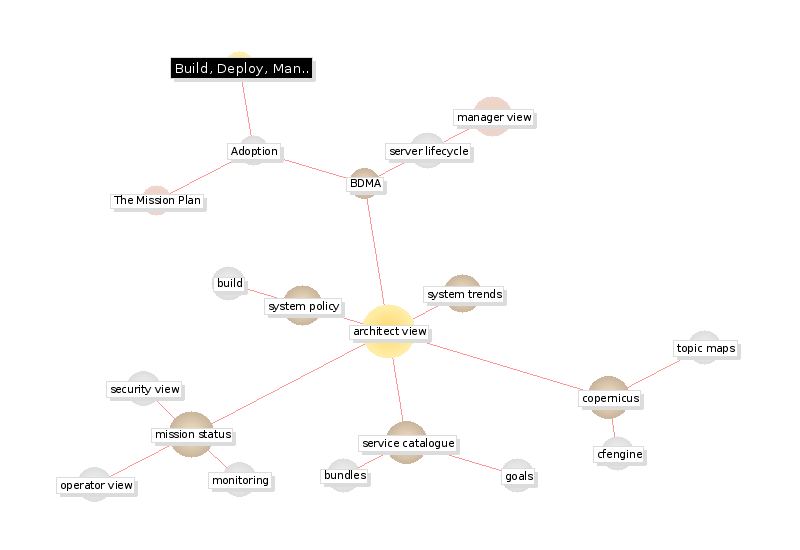 Build, Deploy, Man..
manager view
Adoption
server lifecycle
BDMA
The Mission Plan
build
system trends
system policy
architect view
topic maps
security view
copernicus
mission status
service catalogue
cfengine
bundles
goals
operator view
monitoring